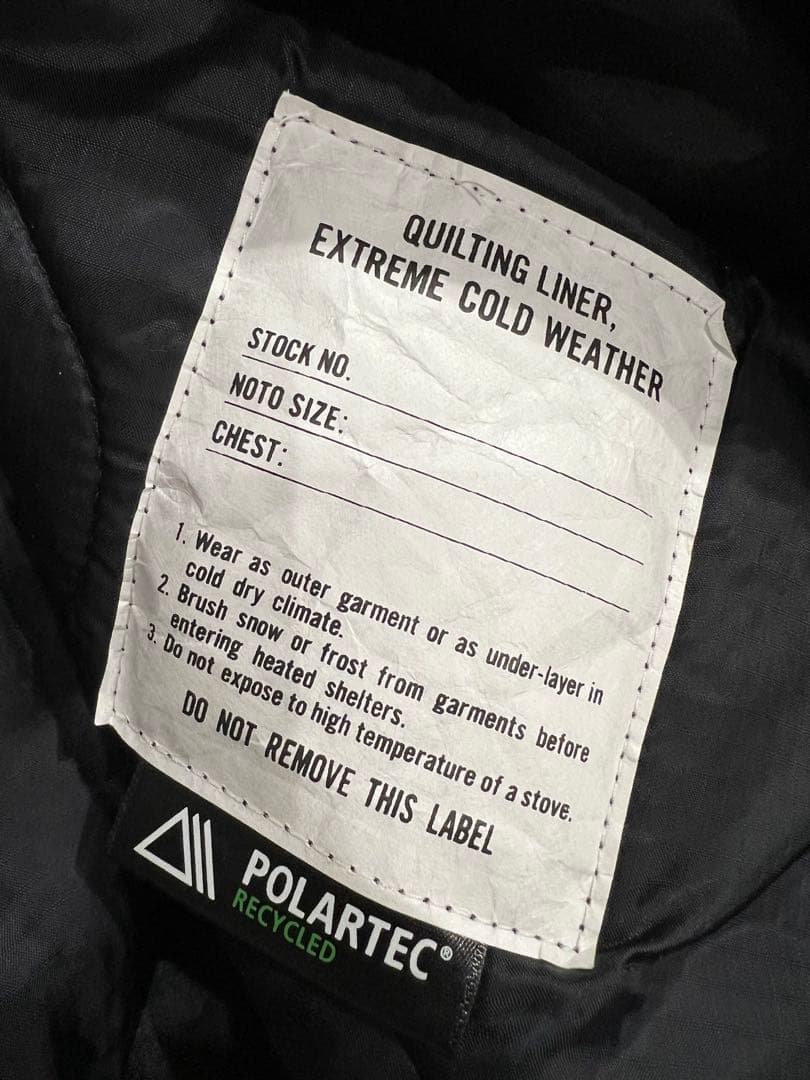 QUILTING LINER,
EXTREME COLD WEATHER
STOCK NO.
NOTO SIZE:
CHEST:
1. Wear as outer garment or as under-layer in
cold dry climate.
2. Brush snow or frost from garments before
entering heated shelters.
3. Do not expose to high temperature of a stove.
DO NOT REMOVE THIS LABEL
POLARTEC®
RECYCLED